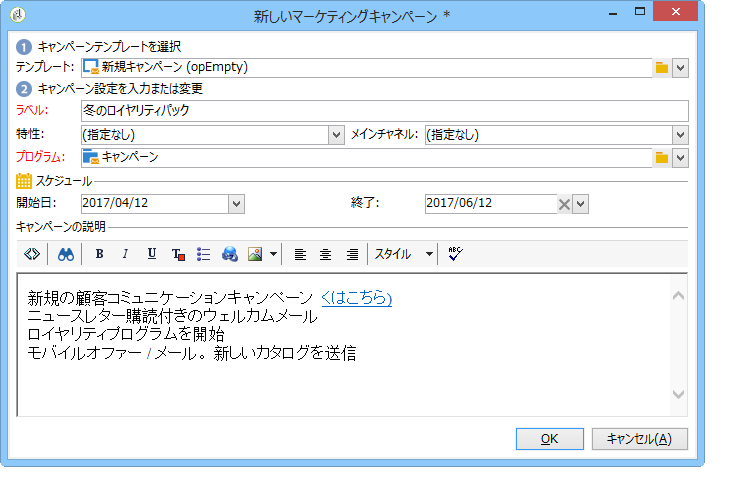 新しいマーケティングキャンペーン *
1 キャンペーンテンプレートを選択
テンプレート: 新規キャンペーン (opEmpty)
2 キャンペーン設定を入力または変更
ラベル: 冬のロイヤリティパック
特性: (指定なし) メインチャネル: (指定なし)
プログラム: キャンペーン
スケジュール
開始日: 2017/04/12 終了: 2017/06/12
キャンペーンの説明
B I U T スタイル ABC
新規の顧客コミュニケーションキャンペーン <はこちら)
ニュースレター購読付きのウェルカムメール
ロイヤリティプログラムを開始
モバイルオファー / メール。新しいカタログを送信
OK キャンセル(A)